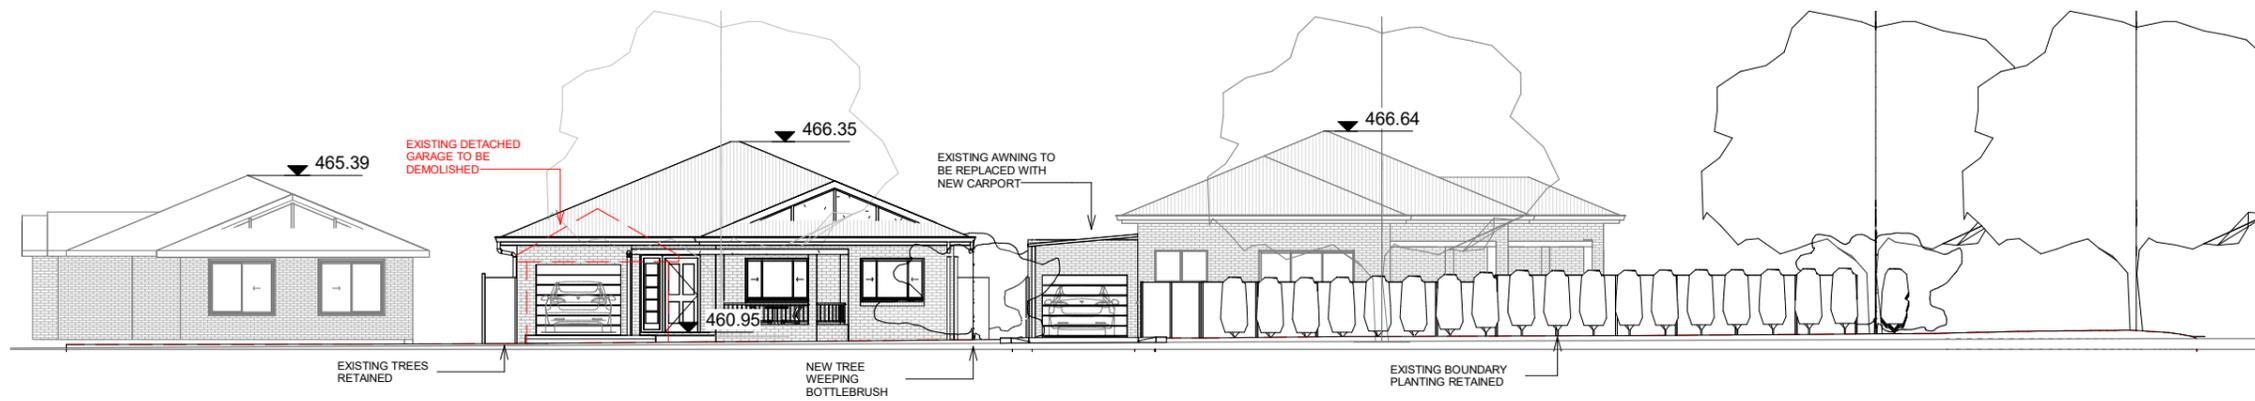 465.39
EXISTING DETACHED
GARAGE TO BE
DEMOLISHED
466.35
EXISTING AWNING TO
BE REPLACED WITH
NEW CARPORT
466.64
460.95
EXISTING TREES
RETAINED
NEW TREE
WEEPING
BOTTLEBRUSH
EXISTING BOUNDARY
PLANTING RETAINED